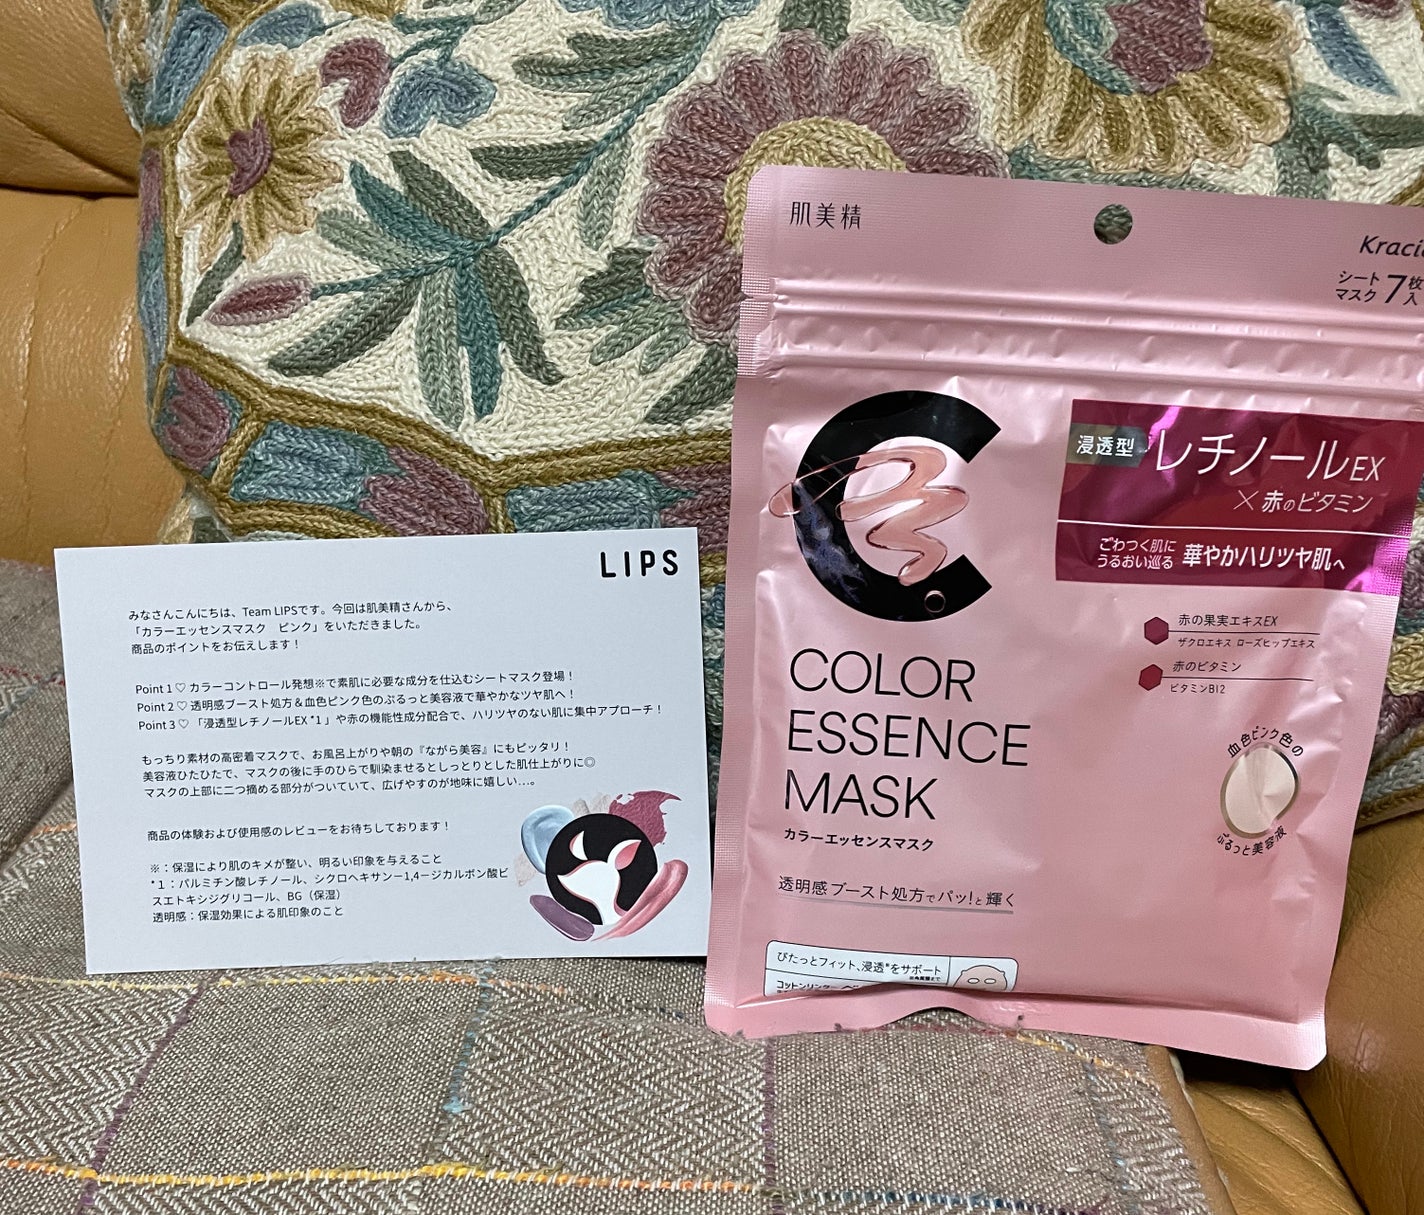 LIPS
みなさんこんにちは、Team LIPSです。今回は肌美精さんから、
「カラーエッセンスマスク　ピンク」をいただきました。
商品のポイントをお伝えします！
Point 1 ♡ カラーコントロール発想※で素肌に必要な成分を仕込むシートマスク登場！
Point 2 ♡ 透明感ブースト処方＆血色ピンク色のぷるっと美容液で華やかなツヤ肌へ！
Point 3 ♡ 「浸透型レチノールEX *1 」や赤の機能性成分配合で、ハリツヤのない肌に集中アプローチ！
もっちり素材の高密着マスクで、お風呂上がりや朝の『ながら美容』にもピッタリ！
美容液ひたひたで、マスクの後に手のひらで馴染ませるとしっとりとした肌仕上がりに◎
マスクの上部に二つ摘める部分がついていて、広げやすのが地味に嬉しい…。
商品の体験および使用感のレビューをお待ちしております！
※：保湿により肌のキメが整い、明るい印象を与えること
*１：パルミチン酸レチノール、シクロヘキサン－1,4－ジカルボン酸ビ
スエトキシジグリコール、BG（保湿）
透明感：保湿効果による肌印象のこと
肌美精
シート
マスク 7枚入
浸透型 レチノールEX
×赤のビタミン
ごわつく肌に
うるおい巡る 華やかハリツヤ肌へ
赤の果実エキスEX
ザクロエキス ローズヒップエキス
赤のビタミン
ビタミンB12
COLOR
ESSENCE
MASK
カラーエッセンスマスク
血色ピンク色の
ぷるっと美容液
透明感ブースト処方でパッ!と輝く
ぴたっとフィット、浸透*をサポート